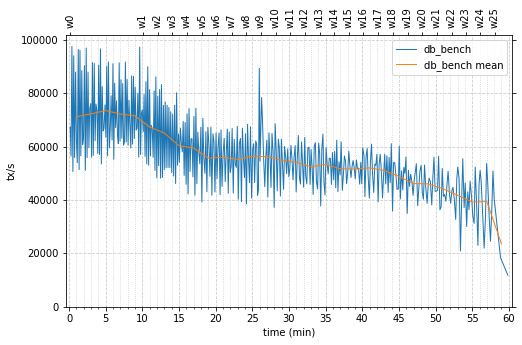 w0 w1 w2 w3 w4 w5 w6 w7 w8 w9 w10 w11 w12 w13 w14 w15 w16 w17 w18 w19 w20 w21 w22 w23 w24 w25
100000
db_bench
db_bench mean
80000
60000
tx/s
40000
20000
0
0 5 10 15 20 25 30 35 40 45 50 55 60
time (min)